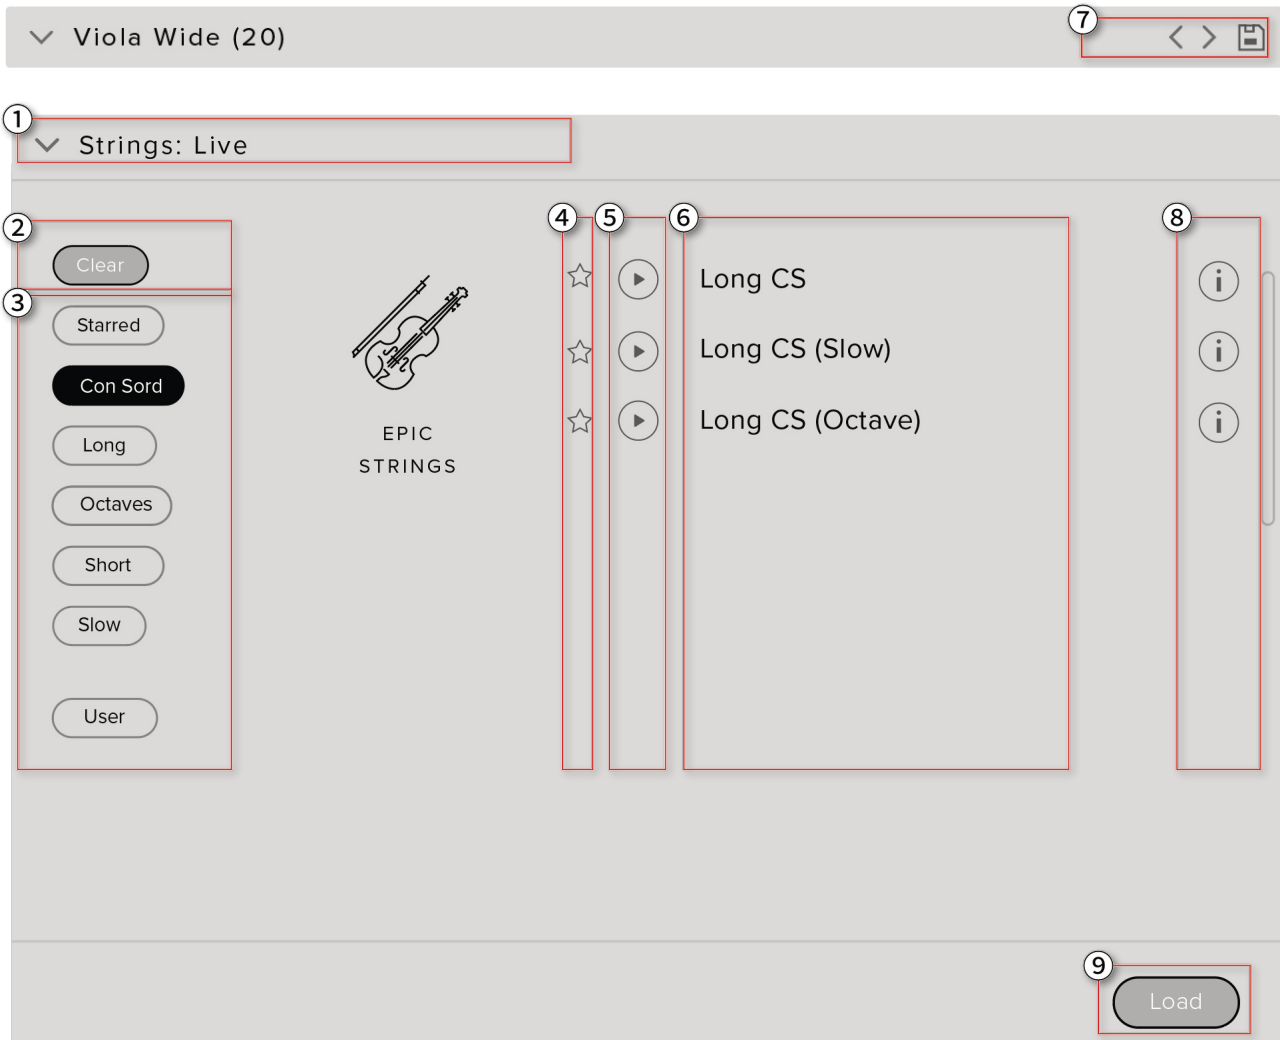 Viola Wide (20)
7
1
Strings: Live
2
Clear
3
Starred
Con Sord
Long
Octaves
Short
Slow
User
EPIC
STRINGS
4
5
6
Long CS
Long CS (Slow)
Long CS (Octave)
8
i
i
i
9
Load